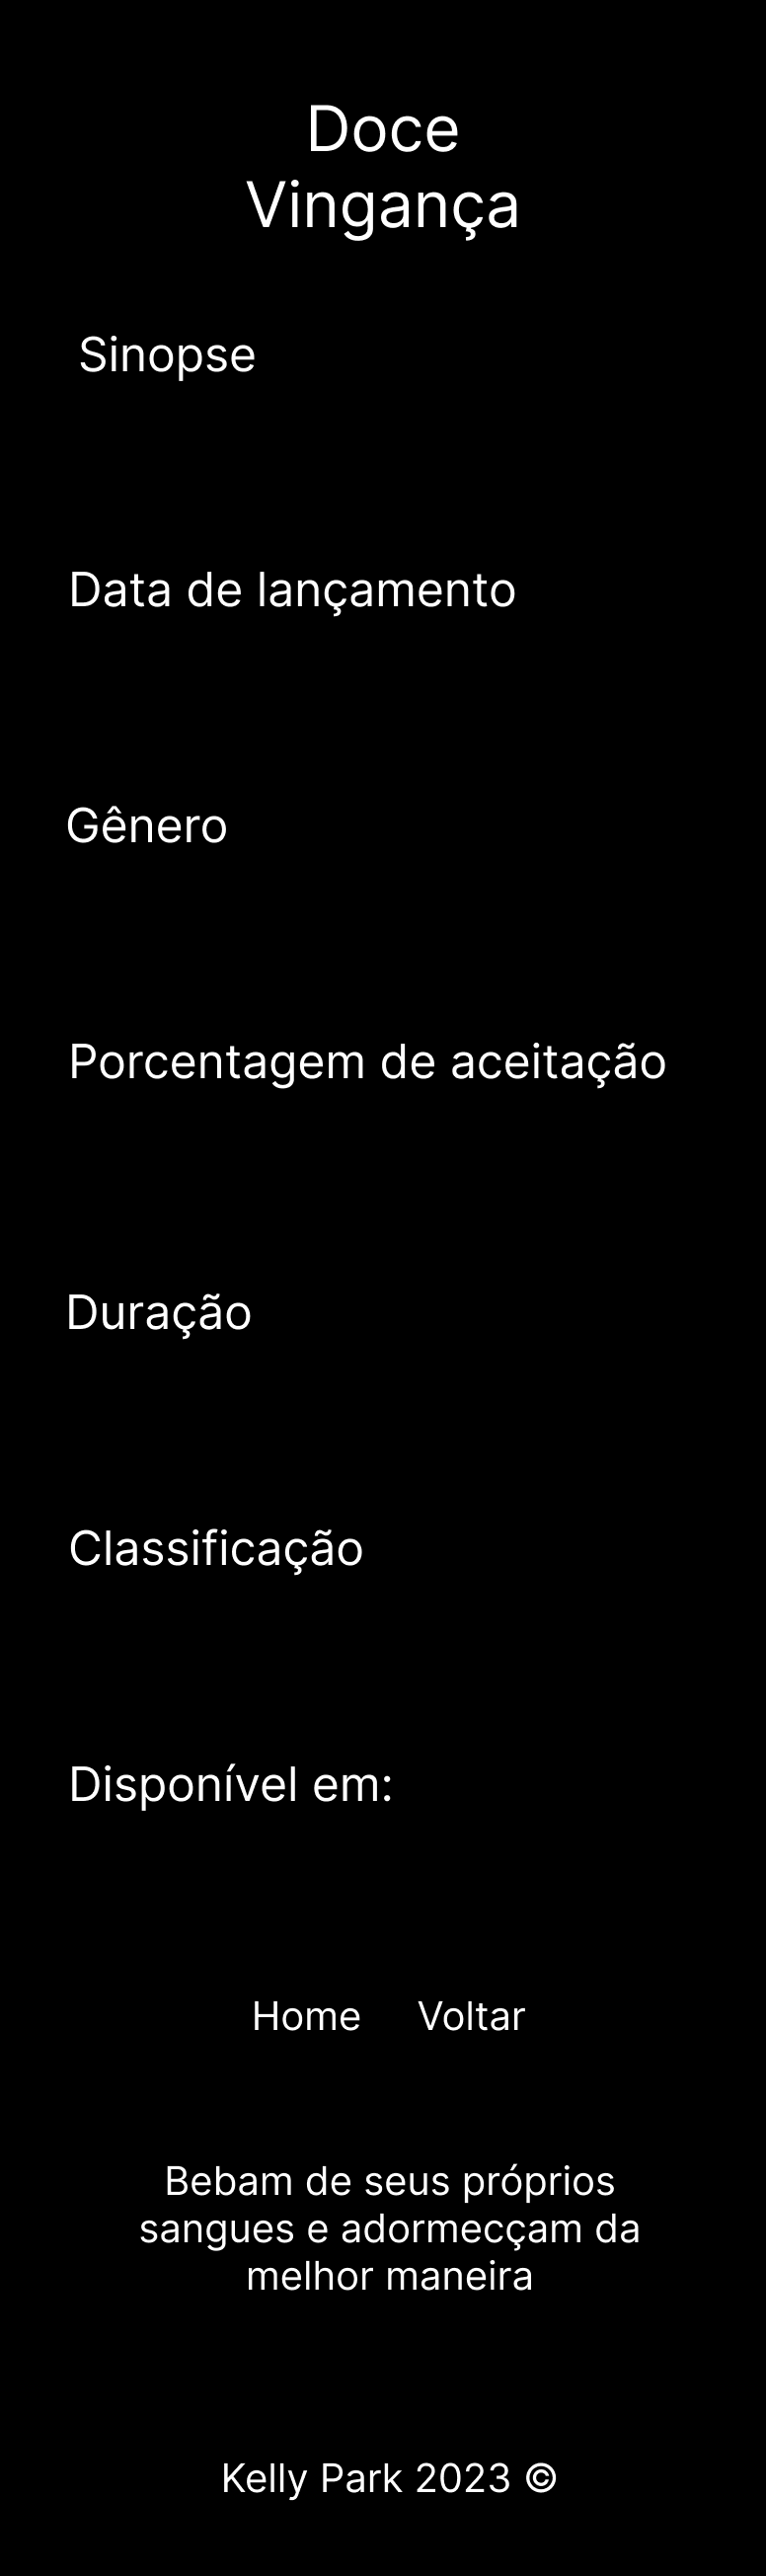 Doce
Vingança
Sinopse
Data de lançamento
Gênero
Porcentagem de aceitação
Duração
Classificação
Disponível em:
Home Voltar
Bebam de seus próprios
sangues e adormecçam da
melhor maneira
Kelly Park 2023 ©